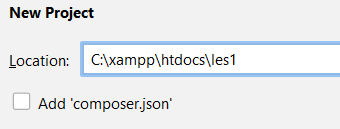 New Project
Location: C:\xampp\htdocs\les1
Add 'composer.json'